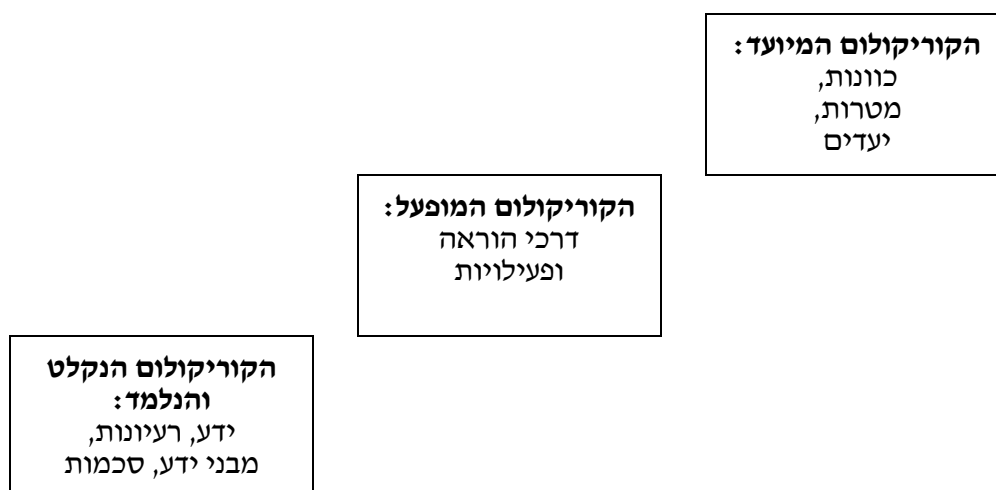 הקוריקולום המיועד:
כוונות,
מטרות,
יעדים
הקוריקולום המופעל:
דרכי הוראה
ופעילויות
הקוריקולום הנקלט
והנלמד:
ידע, רעיונות,
מבני ידע, סכמות